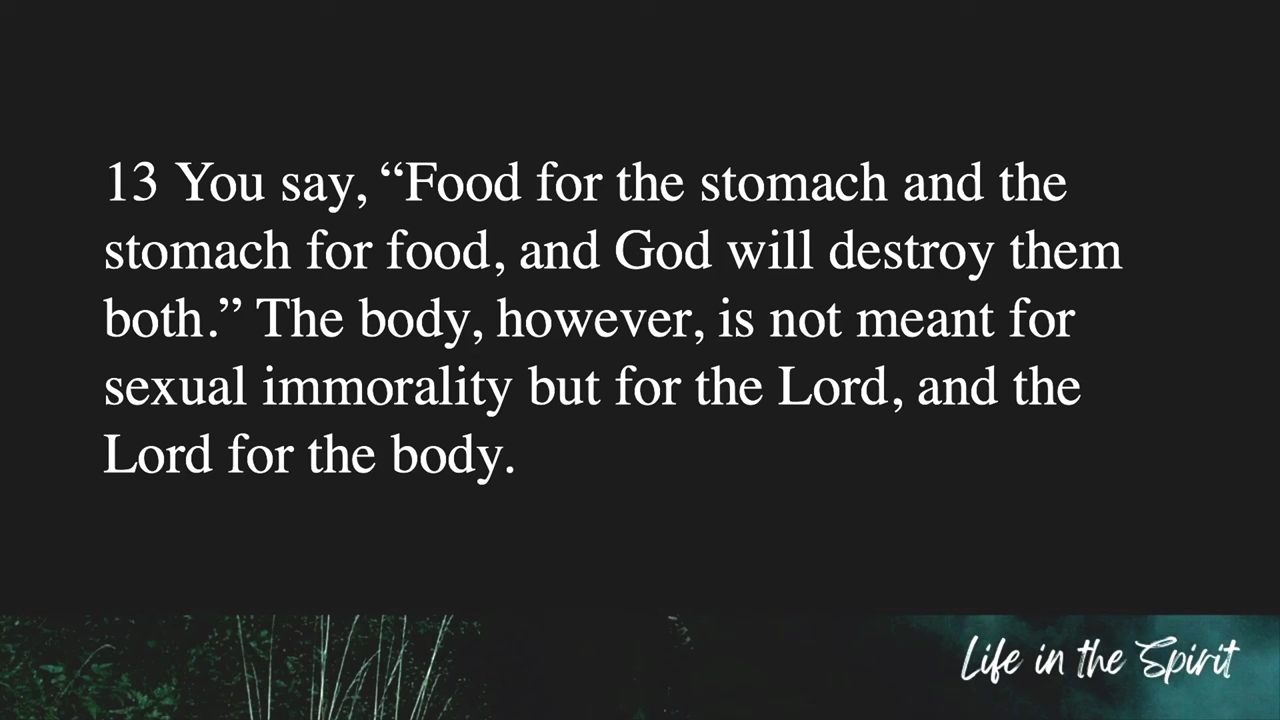 13 You say, “Food for the stomach and the
stomach for food, and God will destroy them
both.” The body, however, is not meant for
sexual immorality but for the Lord, and the
Lord for the body.
Life in the Spirit